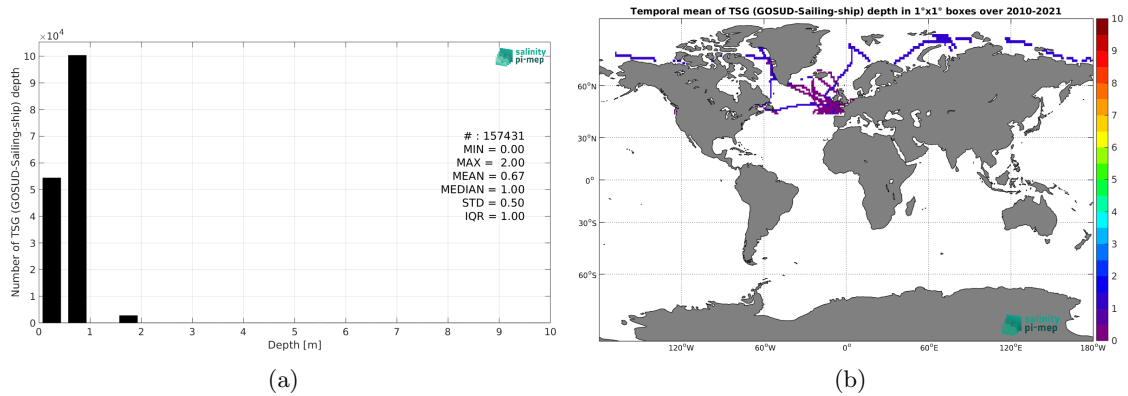 ×10⁴
10
9
8
7
6
5
4
3
2
1
0
Number of TSG (GOSUD-Sailing-ship) depth
0 1 2 3 4 5 6 7 8 9 10
Depth [m]
salinity
pi-mep
# : 157431
MIN = 0.00
MAX = 2.00
MEAN = 0.67
MEDIAN = 1.00
STD = 0.50
IQR = 1.00
(a)
Temporal mean of TSG (GOSUD-Sailing-ship) depth in 1°x1° boxes over 2010-2021
60°N
30°N
0°
30°S
60°S
120°W 60°W 0° 60°E 120°E 180°W
salinity
pi-mep
10
9
8
7
6
5
4
3
2
1
0
(b)